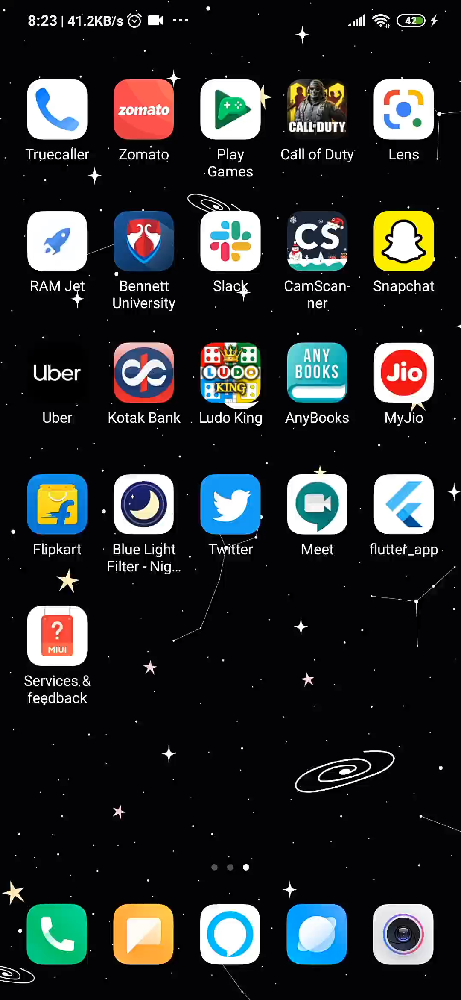 8:23 | 41.2KB/s
42
zomato
CALL OF DUTY
Truecaller
Zomato
Play
Games
Call of Duty
Lens
CS
RAM Jet
Bennett
University
Slack
CamScan-
ner
Snapchat
Uber
LUDO
KING
ANY
BOOKS
Jio
Uber
Kotak Bank
Ludo King
AnyBooks
MyJio
f
Flipkart
Blue Light
Filter - Nig...
Twitter
Meet
flutter_app
?
MIUI
Services &
feedback